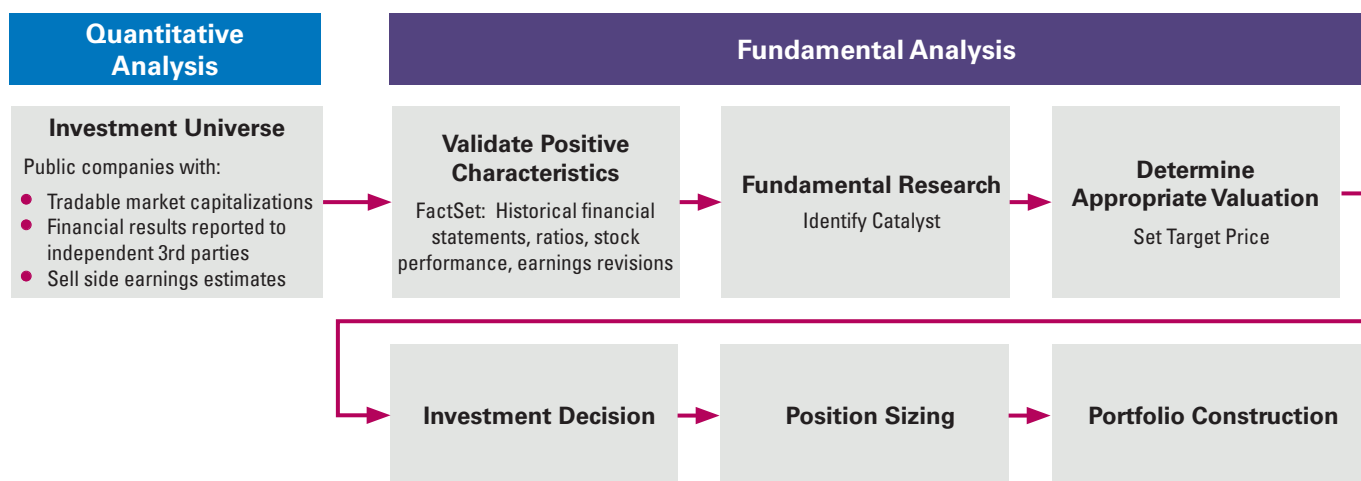 Quantitative
Analysis
Fundamental Analysis
Investment Universe
Public companies with:
Tradable market capitalizations
Financial results reported to
independent 3rd parties
Sell side earnings estimates
Validate Positive
Characteristics
FactSet: Historical financial
statements, ratios, stock
performance, earnings revisions
Fundamental Research
Identify Catalyst
Determine
Appropriate Valuation
Set Target Price
Investment Decision
Position Sizing
Portfolio Construction